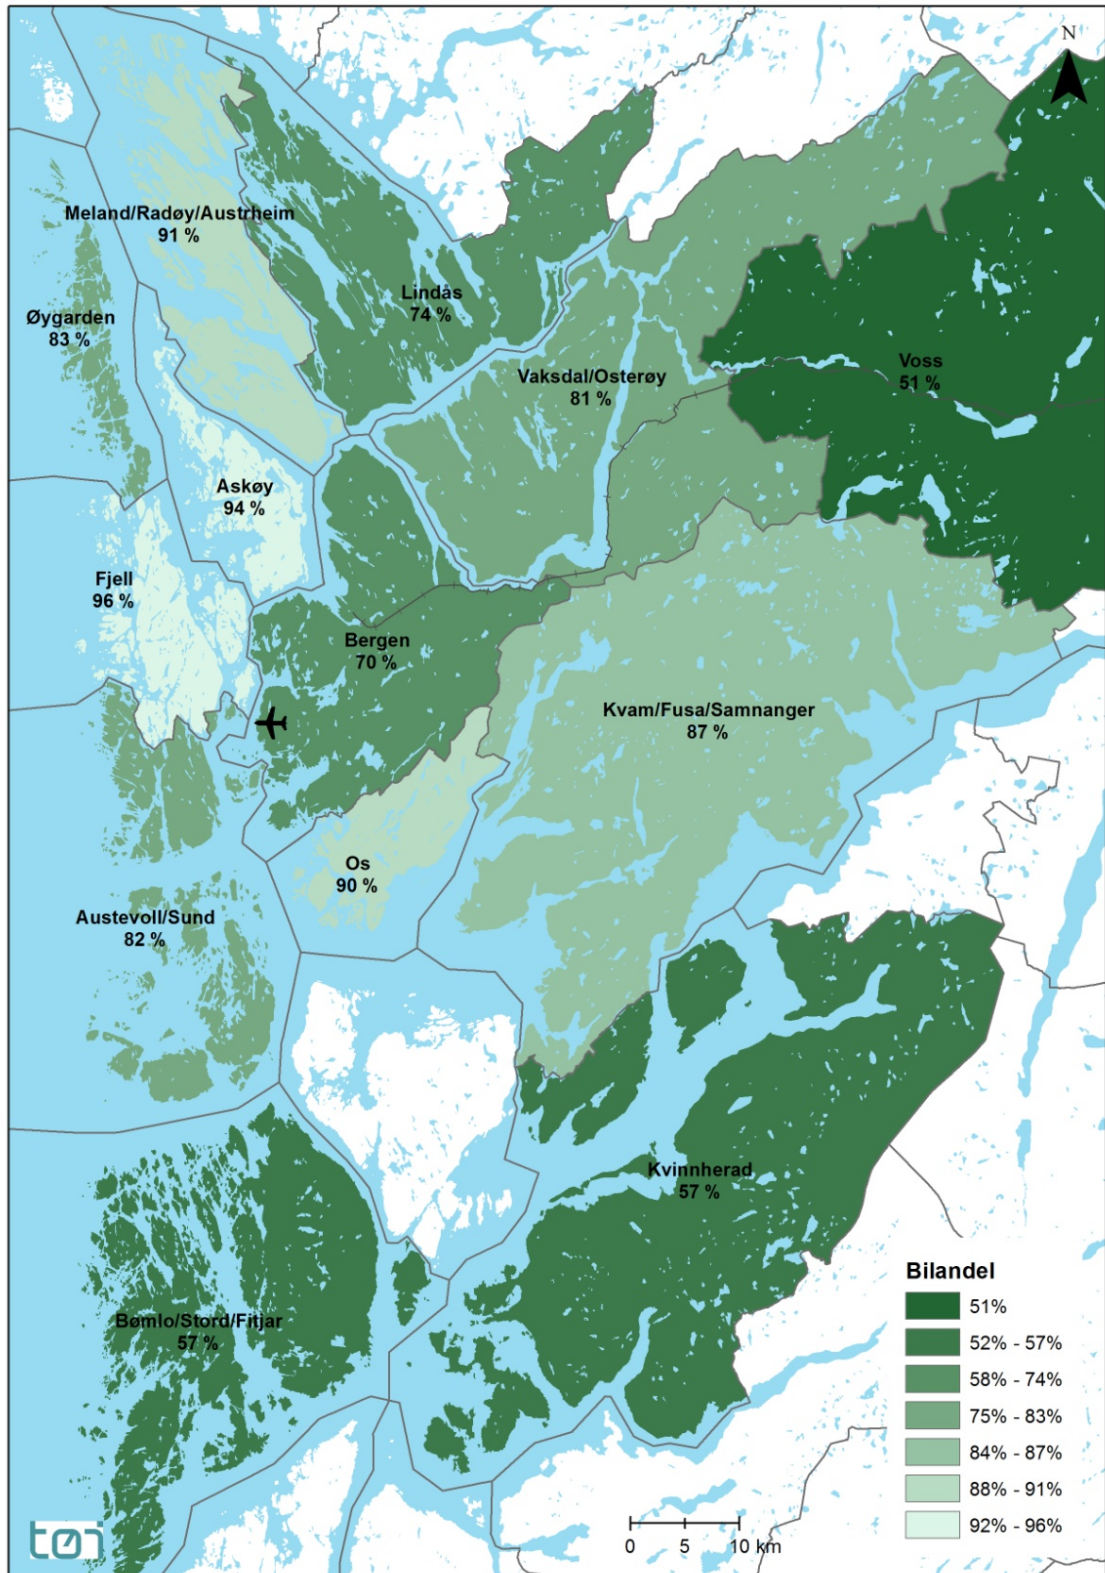 N
Meland/Radøy/Austrheim
91 %
Øygarden
83 %
Lindås
74 %
Vaksdal/Osterøy
81 %
Voss
51 %
Askøy
94 %
Fjell
96 %
Bergen
70 %
Kvam/Fusa/Samnanger
87 %
Os
90 %
Austevoll/Sund
82 %
Kvinnherad
57 %
Bømlo/Stord/Fitjar
57 %
Bilandel
51%
52% - 57%
58% - 74%
75% - 83%
84% - 87%
88% - 91%
92% - 96%
0 5 10 km
tøi